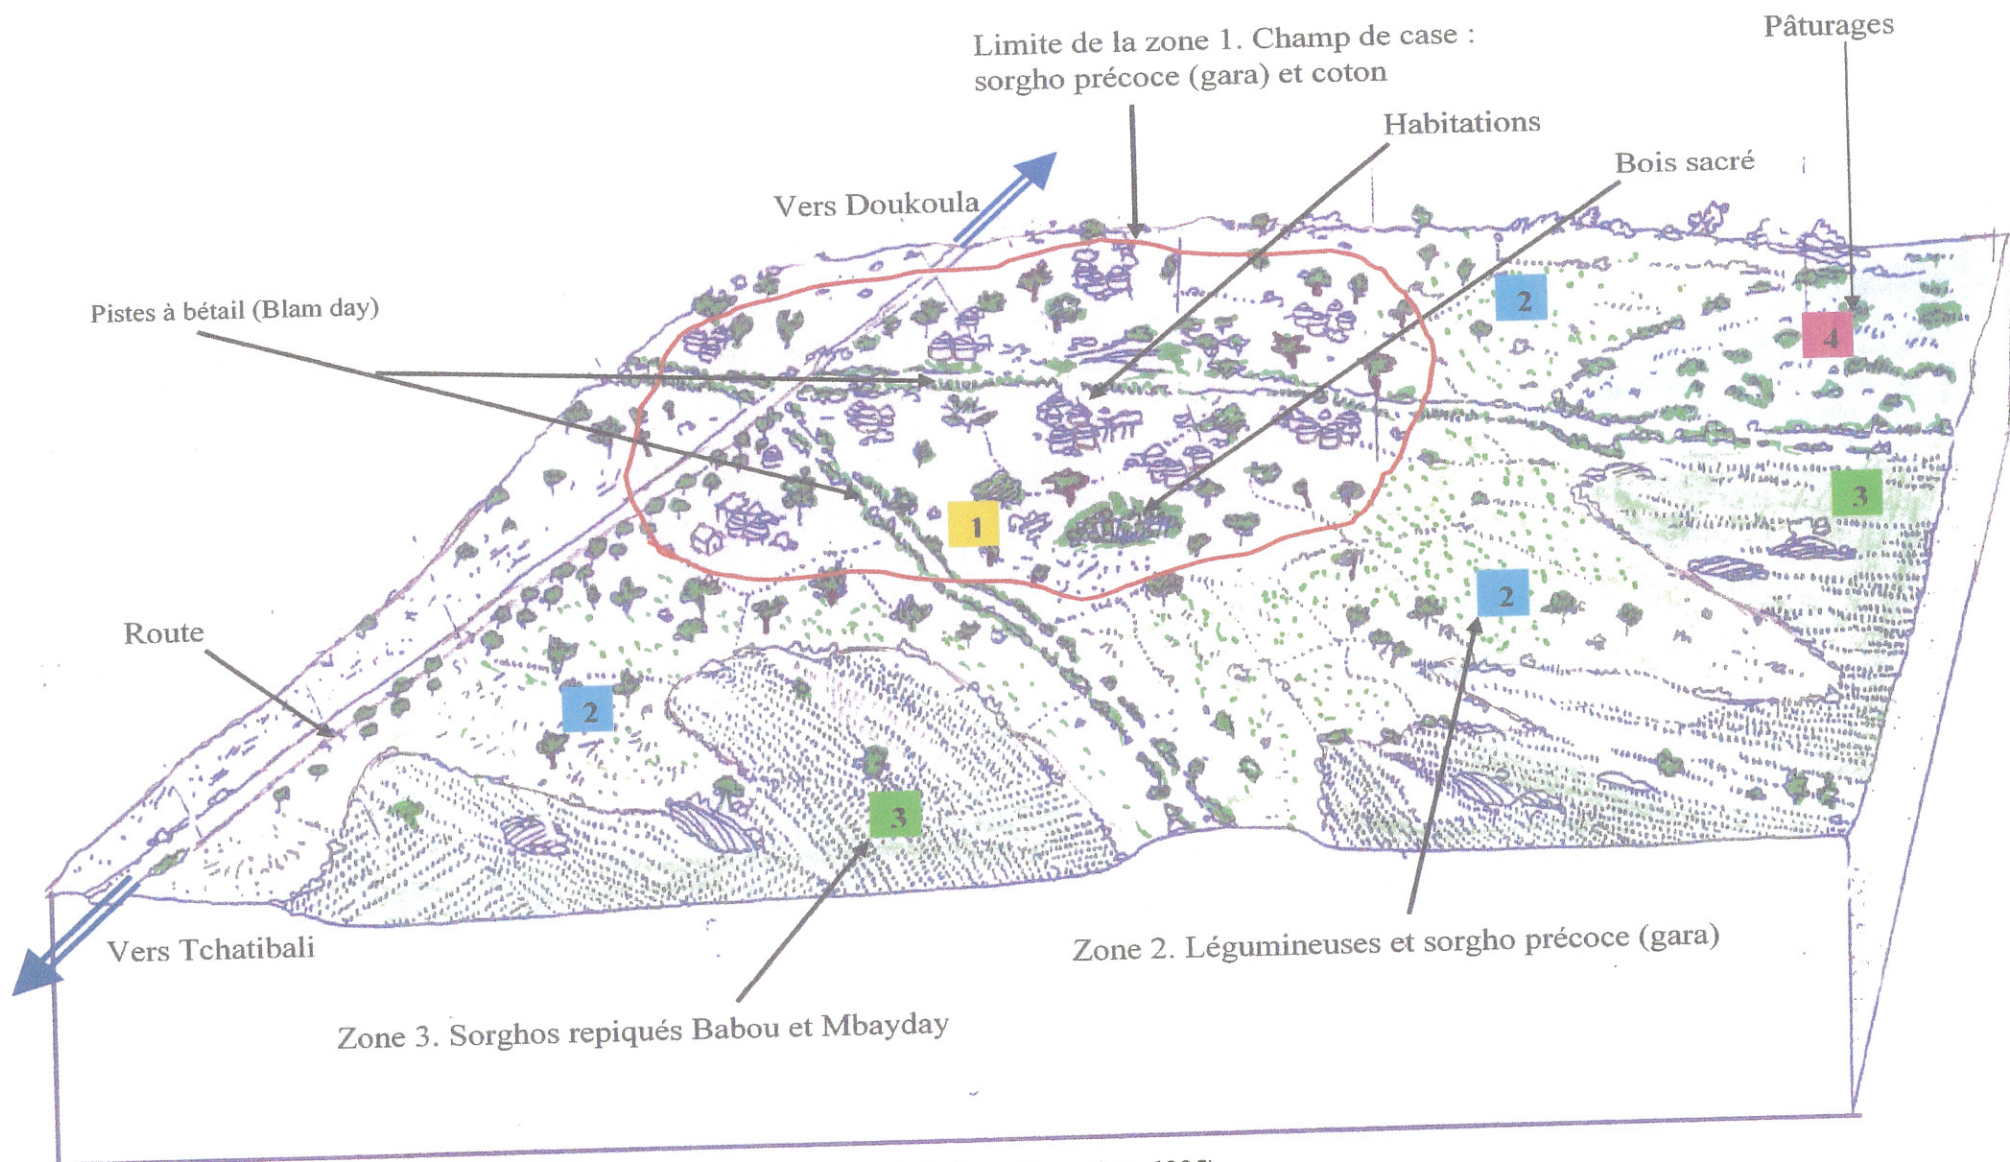 Limite de la zone 1. Champ de case :
sorgho précoce (gara) et coton
Pâturages
Habitations
Bois sacré
Vers Doukoula
Pistes à bétail (Blam day)
2
4
3
1
2
Route
2
3
Vers Tchatibali
Zone 2. Légumineuses et sorgho précoce (gara)
Zone 3. Sorghos repiqués Babou et Mbayday